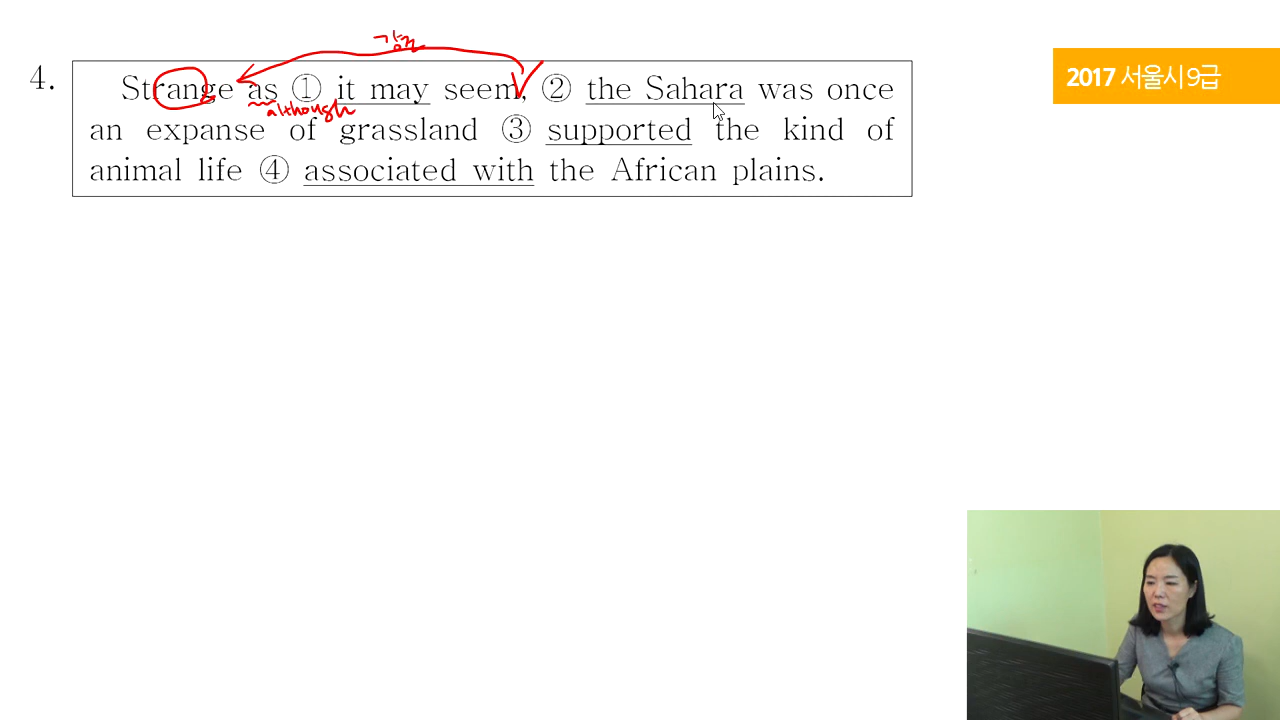 강조
4. Strange as ① it may seem, ② the Sahara was once
although
an expanse of grassland ③ supported the kind of
animal life ④ associated with the African plains.
2017 서울시 9급